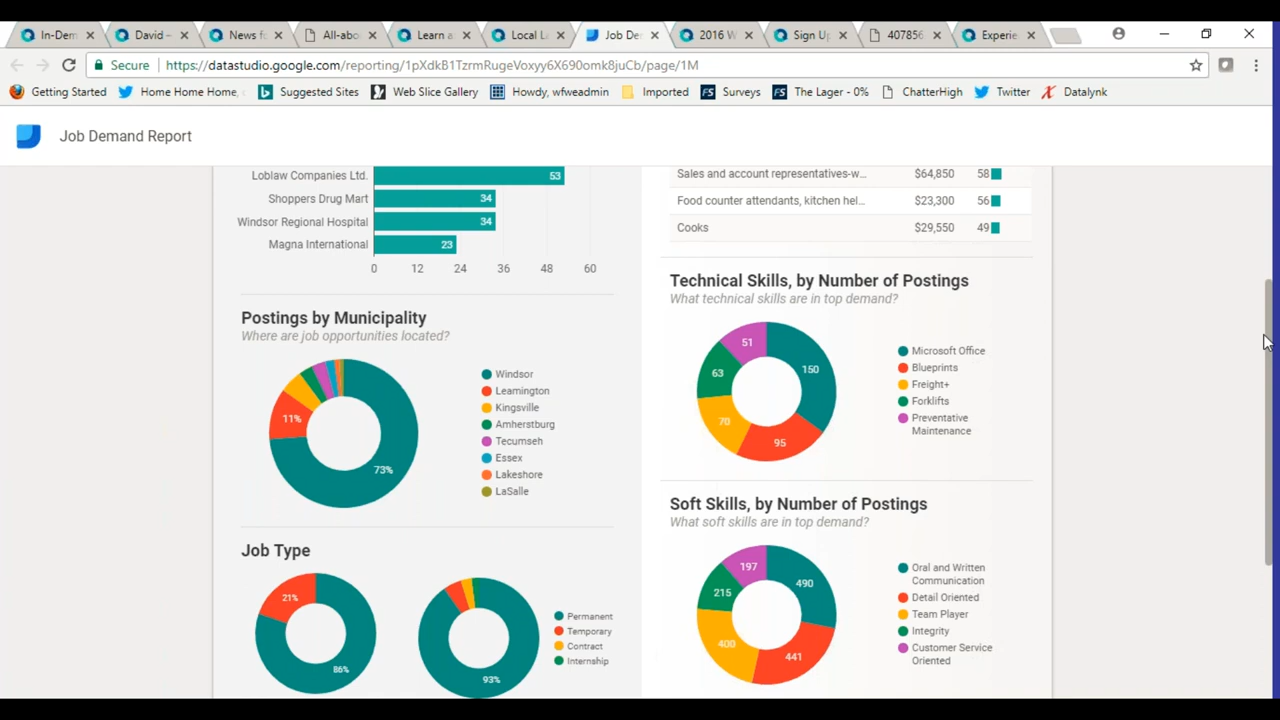 In-Dem
David –
News fo
All-abo
Learn a
Local La
Job De
2016 W
Sign Up
407856
Experie
Secure
https://datastudio.google.com/reporting/1pXdkB1TzrmRugeVoxyy6X690omk8juCb/page/1M
Getting Started
Home Home Home,
Suggested Sites
Web Slice Gallery
Howdy, wfweadmin
Imported
Surveys
The Lager - 0%
ChatterHigh
Twitter
Datalynk
Job Demand Report
Loblaw Companies Ltd. 53
Shoppers Drug Mart 34
Windsor Regional Hospital 34
Magna International 23
0 12 24 36 48 60
Postings by Municipality
Where are job opportunities located?
11%
73%
Windsor
Leamington
Kingsville
Amherstburg
Tecumseh
Essex
Lakeshore
LaSalle
Job Type
21%
86%
93%
Permanent
Temporary
Contract
Internship
Sales and account representatives-w... $64,850 58
Food counter attendants, kitchen hel... $23,300 56
Cooks $29,550 49
Technical Skills, by Number of Postings
What technical skills are in top demand?
51
150
63
70
95
Microsoft Office
Blueprints
Freight+
Forklifts
Preventative
Maintenance
Soft Skills, by Number of Postings
What soft skills are in top demand?
197
490
215
400
441
Oral and Written
Communication
Detail Oriented
Team Player
Integrity
Customer Service
Oriented